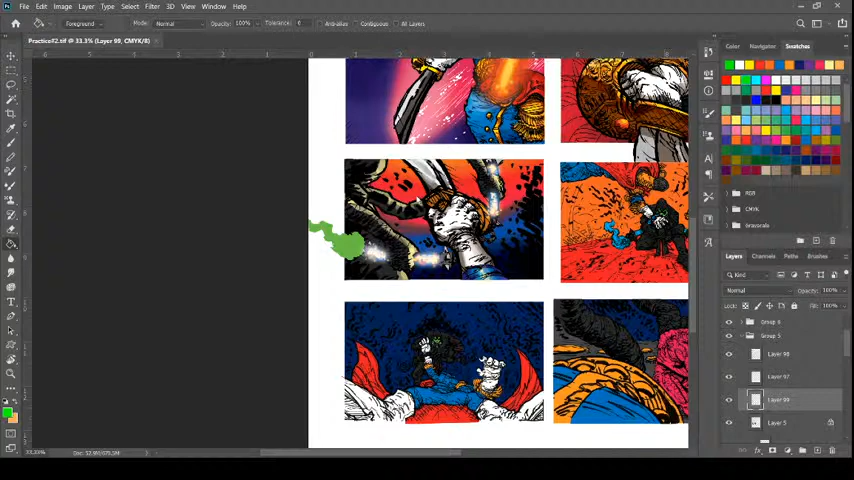 File Edit Image Layer Type Select Filter 3D View Window Help
Foreground Mode: Normal Opacity: 100% Tolerance: 6 Anti-alias Contiguous All Layers
Practice#2.tif @ 33.3% (Layer 99, CMYK/8)
Color Navigator Swatches
RGB
CMYK
Grayscale
Layers Channels Paths Brushes
Kind
Normal Opacity: 100%
Lock: Fill: 100%
Group 6
Group 5
Layer 98
Layer 97
Layer 99
Layer 5
33.33%